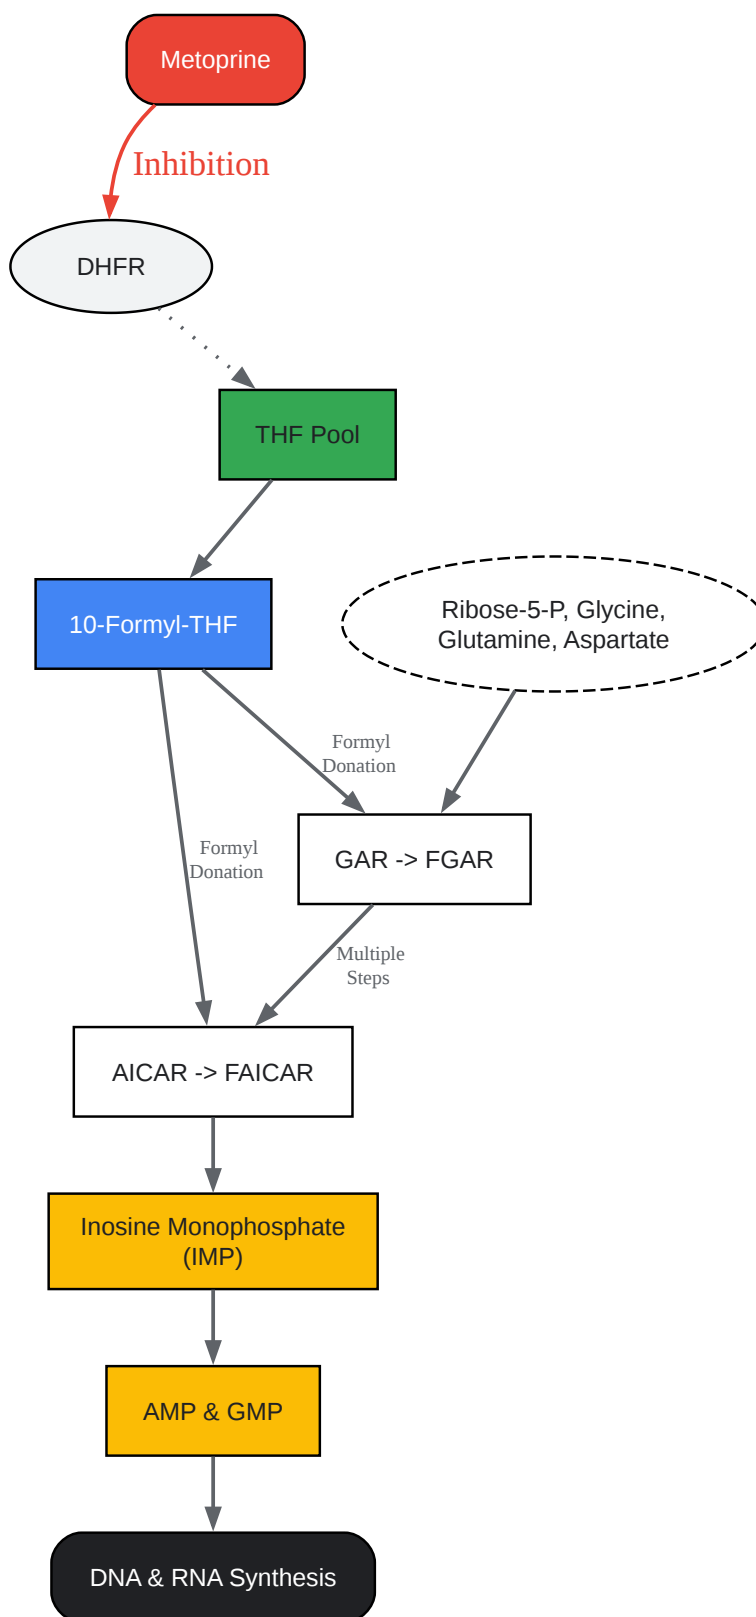 Metoprine
Inhibition
DHFR
THF Pool
10-Formyl-THF
Ribose-5-P, Glycine,
Glutamine, Aspartate
Formyl
Donation
Formyl
Donation
GAR -> FGAR
Multiple
Steps
AICAR -> FAICAR
Inosine Monophosphate
(IMP)
AMP & GMP
DNA & RNA Synthesis